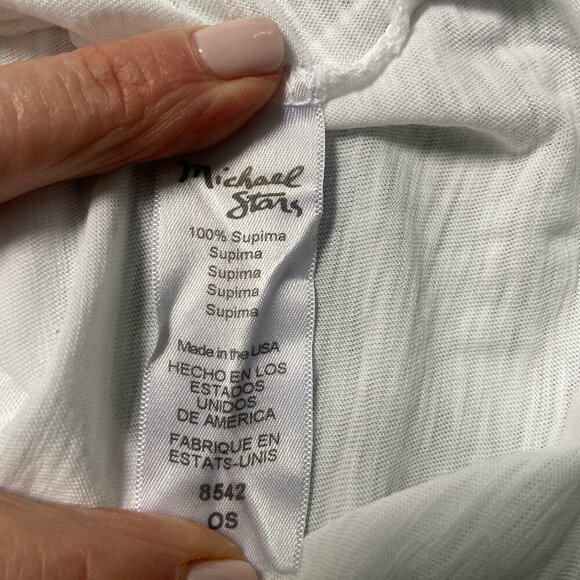 Michael
Stars
100% Supima
Supima
Supima
Supima
Supima
Made in the USA
HECHO EN LOS
ESTADOS
UNIDOS
DE AMERICA
FABRIQUE EN
ESTATS-UNIS
8542
OS